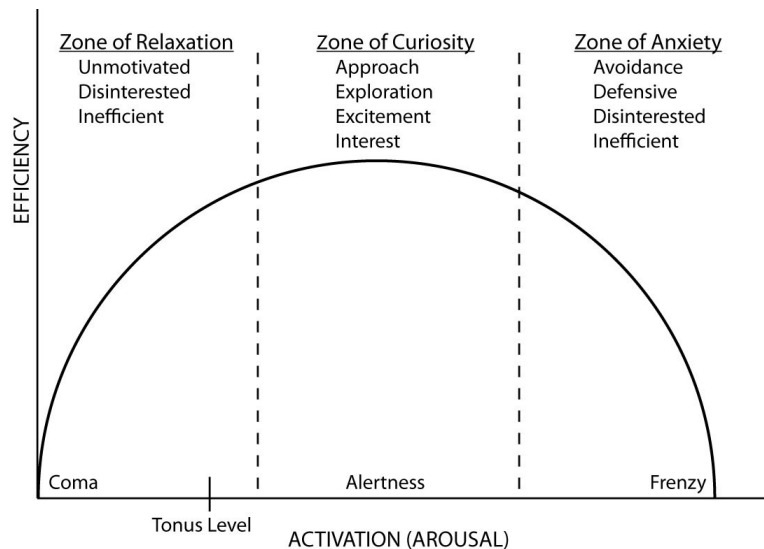 Zone of Relaxation
Unmotivated
Disinterested
Inefficient
Zone of Curiosity
Approach
Exploration
Excitement
Interest
Zone of Anxiety
Avoidance
Defensive
Disinterested
Inefficient
EFFICIENCY
Coma
Alertness
Frenzy
Tonus Level
ACTIVATION (AROUSAL)